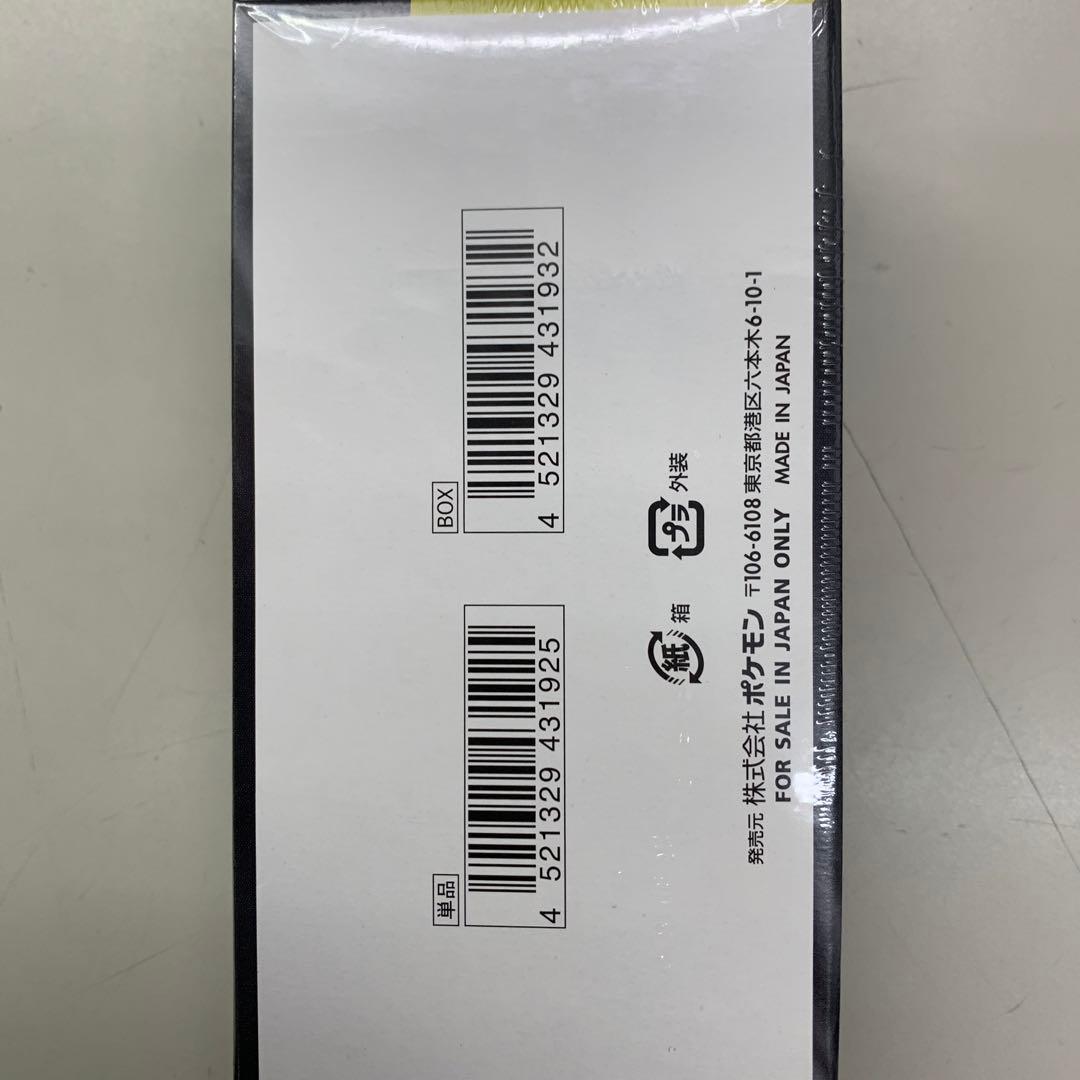 単品
4 521329 431925
BOX
4 521329 431932
紙 箱
プラ 外装
発売元 株式会社 ポケモン 〒106-6108 東京都港区六本木6-10-1
FOR SALE IN JAPAN ONLY MADE IN JAPAN